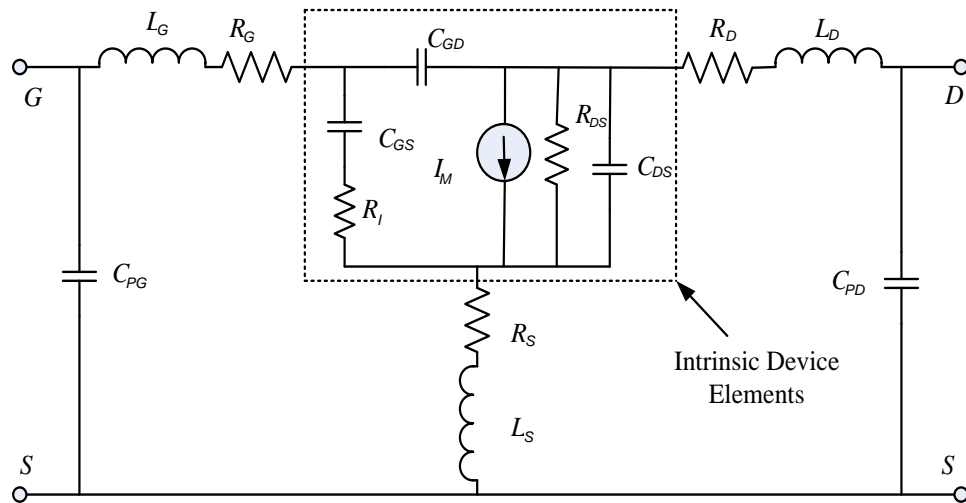 L_G
R_G
C_GD
R_D
L_D
G
D
C_GS
R_DS
I_M
C_DS
R_I
C_PG
C_PD
R_S
Intrinsic Device
Elements
L_S
S
S